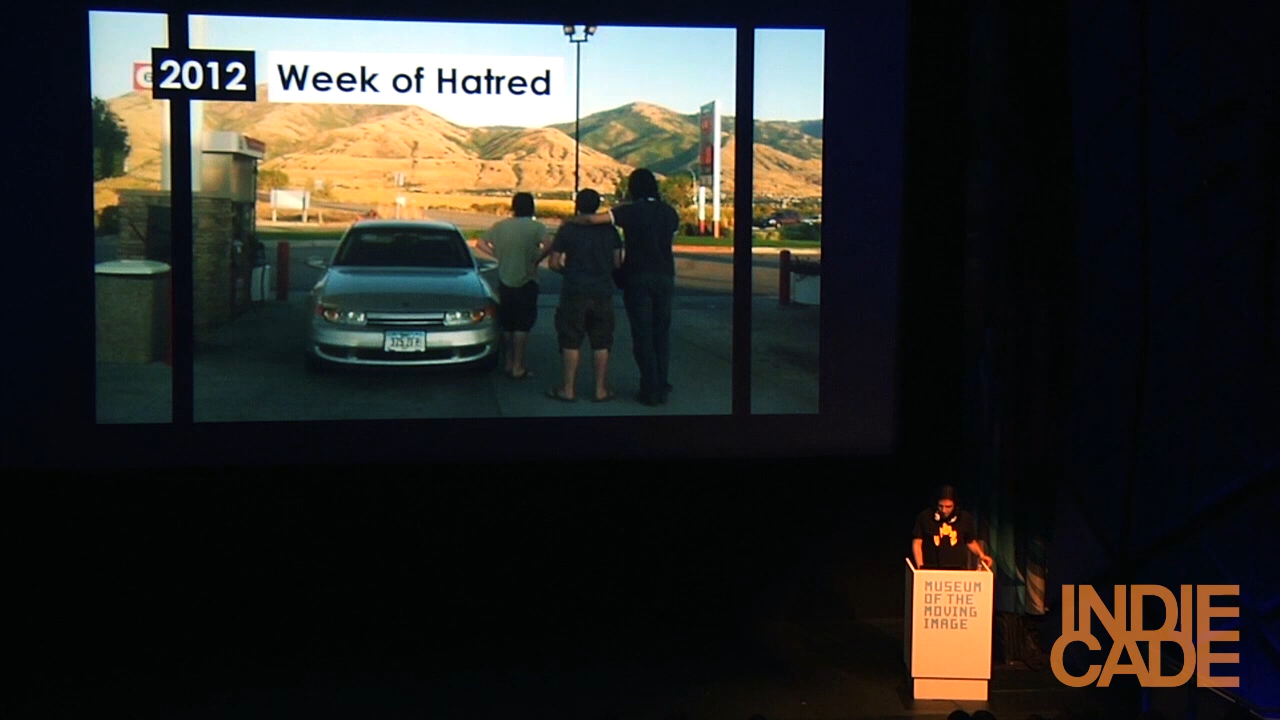 2012 Week of Hatred
MUSEUM
OF THE
MOVING
IMAGE
INDIE
CADE